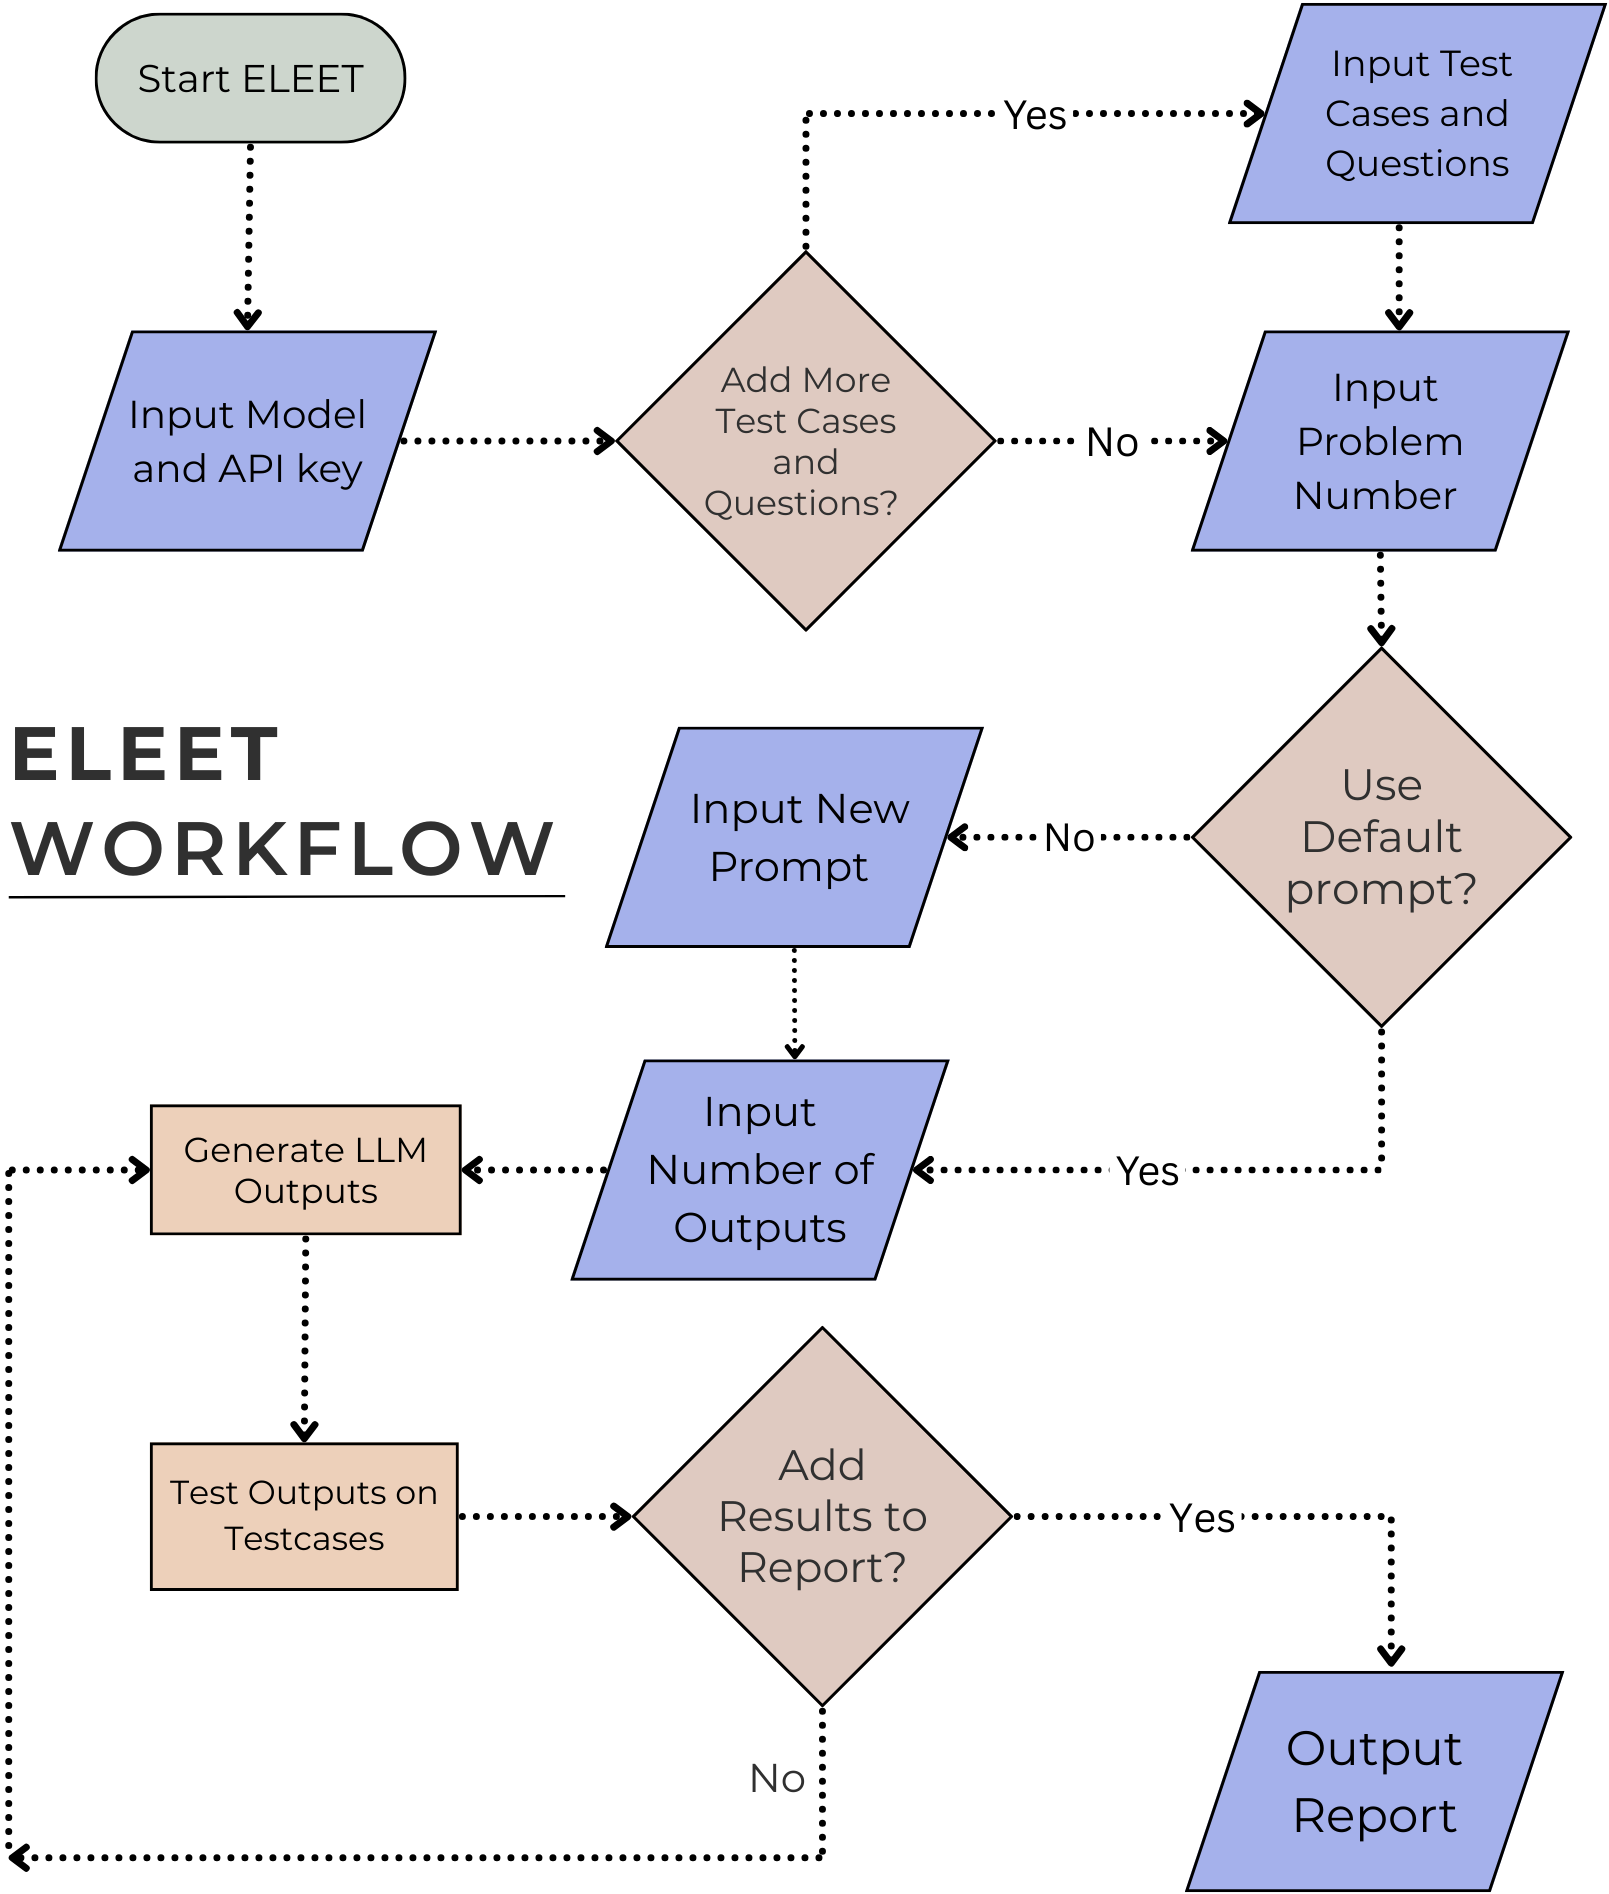 Start ELEET
Input Model
and API key
Add More
Test Cases
and
Questions?
Yes
Input Test
Cases and
Questions
No
Input
Problem
Number
ELEET
WORKFLOW
Use
Default
prompt?
No
Input New
Prompt
Yes
Input
Number of
Outputs
Generate LLM
Outputs
Test Outputs on
Testcases
Add
Results to
Report?
Yes
No
Output
Report